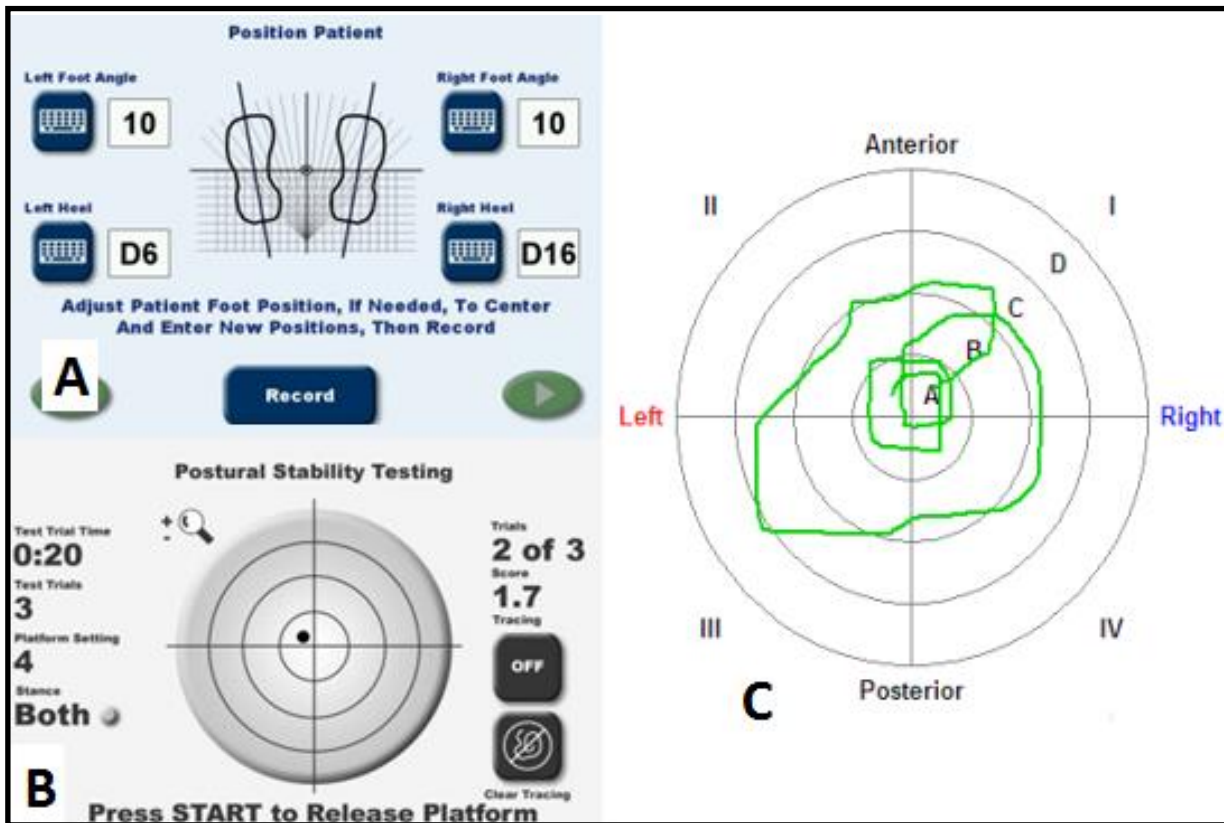 Position Patient
Left Foot Angle
10
Right Foot Angle
10
Left Heel
D6
Right Heel
D16
Adjust Patient Foot Position, If Needed, To Center
And Enter New Positions, Then Record
A
Record
Postural Stability Testing
+
-
Test Trial Time
0:20
Test Trials
3
Platform Setting
4
Stance
Both
Trials
2 of 3
Score
1.7
Tracing
OFF
Clear Tracing
B
Press START to Release Platform
Anterior
II
I
D
C
B
A
Left
Right
III
IV
Posterior
C